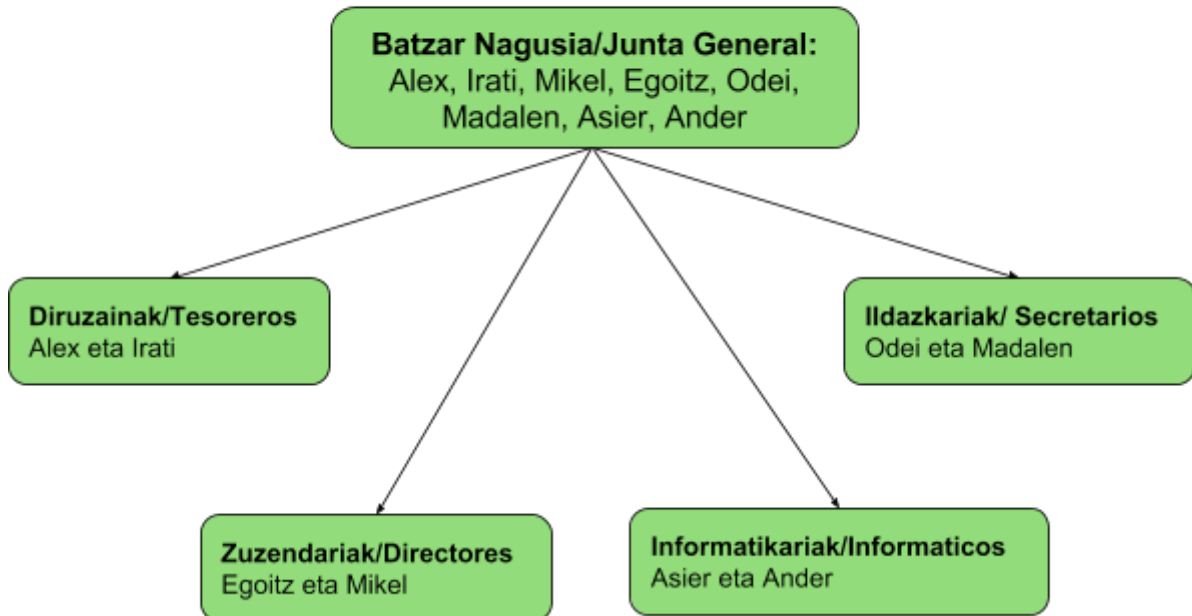 Batzar Nagusia/Junta General:
Alex, Irati, Mikel, Egoitz, Odei,
Madalen, Asier, Ander
Diruzainak/Tesoreros
Alex eta Irati
Ildazkariak/ Secretarios
Odei eta Madalen
Zuzendariak/Directores
Egoitz eta Mikel
Informatikariak/Informaticos
Asier eta Ander